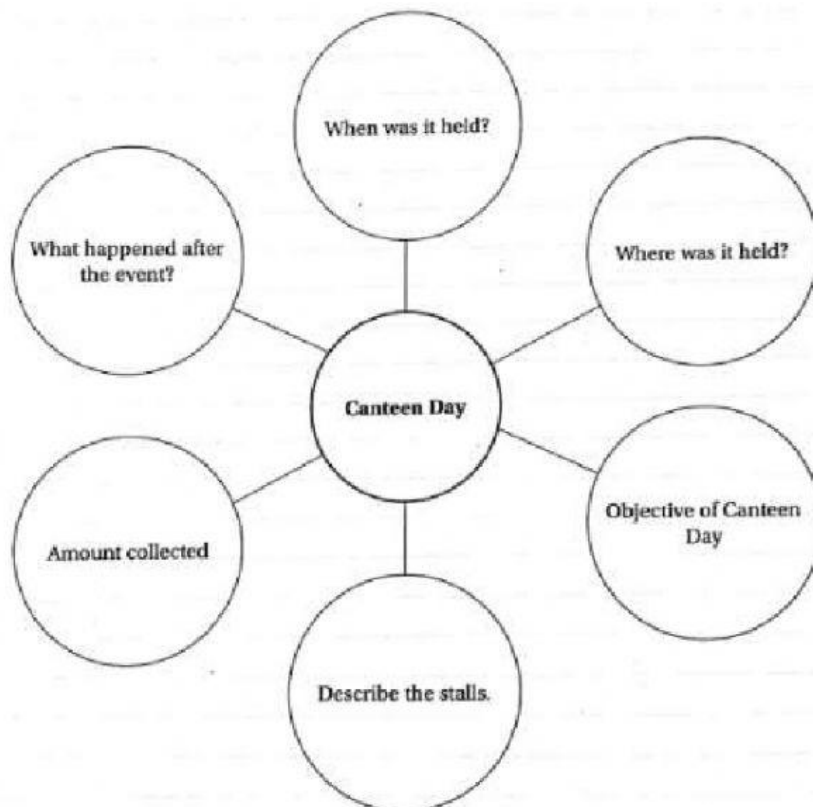 When was it held?
What happened after
the event?
Where was it held?
Canteen Day
Amount collected
Objective of Canteen
Day
Describe the stalls.